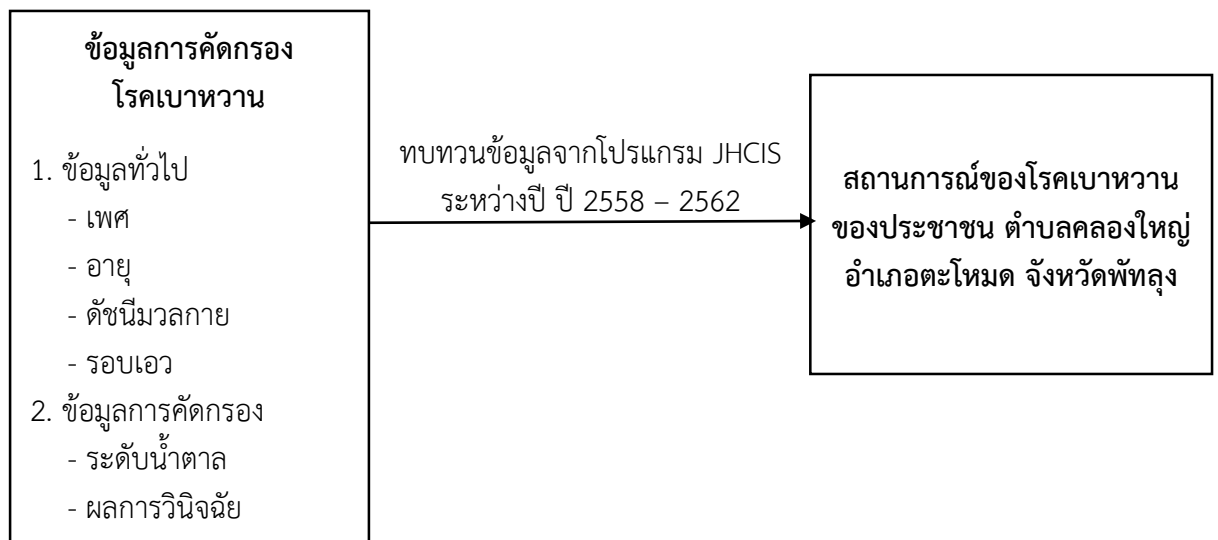 ข้อมูลการคัดกรอง
โรคเบาหวาน
1. ข้อมูลทั่วไป
- เพศ
- อายุ
- ดัชนีมวลกาย
- รอบเอว
2. ข้อมูลการคัดกรอง
- ระดับน้ำตาล
- ผลการวินิจฉัย
ทบทวนข้อมูลจากโปรแกรม JHCIS
ระหว่างปี ปี 2558 – 2562
สถานการณ์ของโรคเบาหวาน
ของประชาชน ตำบลคลองใหญ่
อำเภอตะโหมด จังหวัดพัทลุง